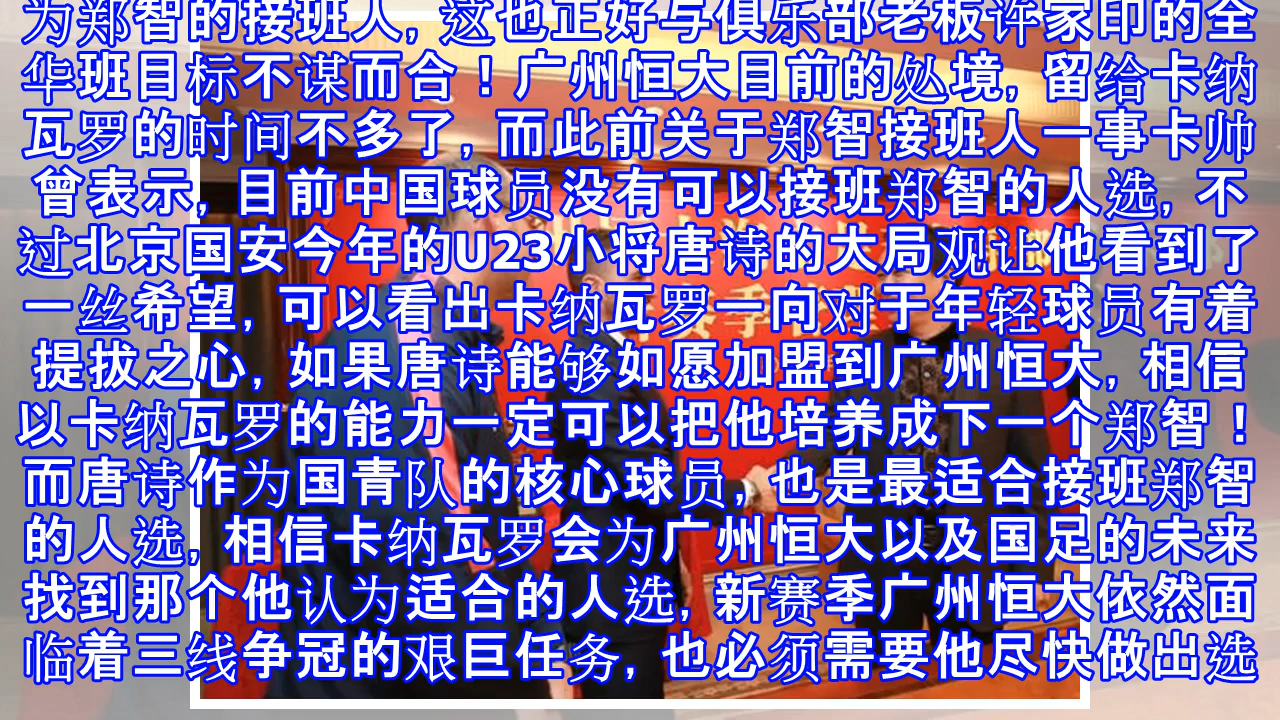 为郑智的接班人，这也正好与俱乐部老板许家印的全
华班目标不谋而合！广州恒大目前的处境，留给卡纳
瓦罗的时间不多了，而此前关于郑智接班人一事卡帅
曾表示，目前中国球员没有可以接班郑智的人选，不
过北京国安今年的U23小将唐诗的大局观让他看到了
一丝希望，可以看出卡纳瓦罗一向对于年轻球员有着
提拔之心，如果唐诗能够如愿加盟到广州恒大，相信
以卡纳瓦罗的能力一定可以把他培养成下一个郑智！
而唐诗作为国青队的核心球员，也是最适合接班郑智
的人选，相信卡纳瓦罗会为广州恒大以及国足的未来
找到那个他认为适合的人选，新赛季广州恒大依然面
临着三线争冠的艰巨任务，也必须需要他尽快做出选